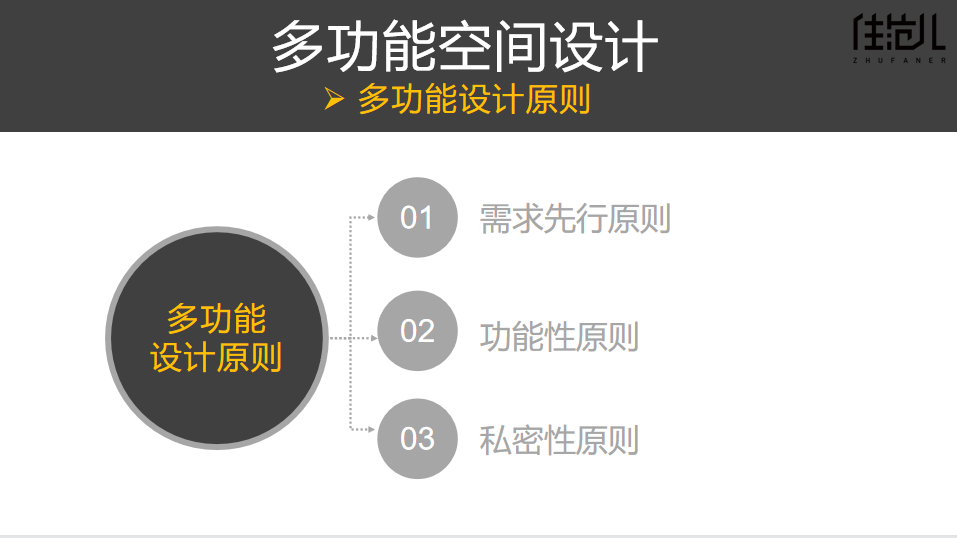 多功能空间设计
多功能设计原则
住范儿
ZHUFANER
多功能
设计原则
01
需求先行原则
02
功能性原则
03
私密性原则